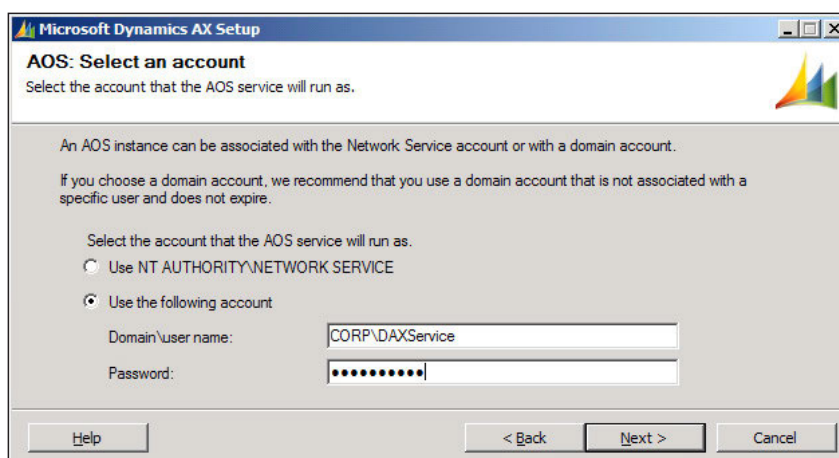 Microsoft Dynamics AX Setup
AOS: Select an account
Select the account that the AOS service will run as.
An AOS instance can be associated with the Network Service account or with a domain account.
If you choose a domain account, we recommend that you use a domain account that is not associated with a
specific user and does not expire.
Select the account that the AOS service will run as.
Use NT AUTHORITY\NETWORK SERVICE
Use the following account
Domain\user name: CORP\DAXService
Password: ••••••••••
Help < Back Next > Cancel